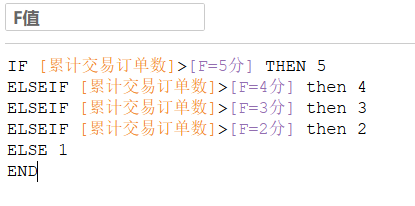 F值
IF [累计交易订单数]>[F=5分] THEN 5
ELSEIF [累计交易订单数]>[F=4分] then 4
ELSEIF [累计交易订单数]>[F=3分] then 3
ELSEIF [累计交易订单数]>[F=2分] then 2
ELSE 1
END